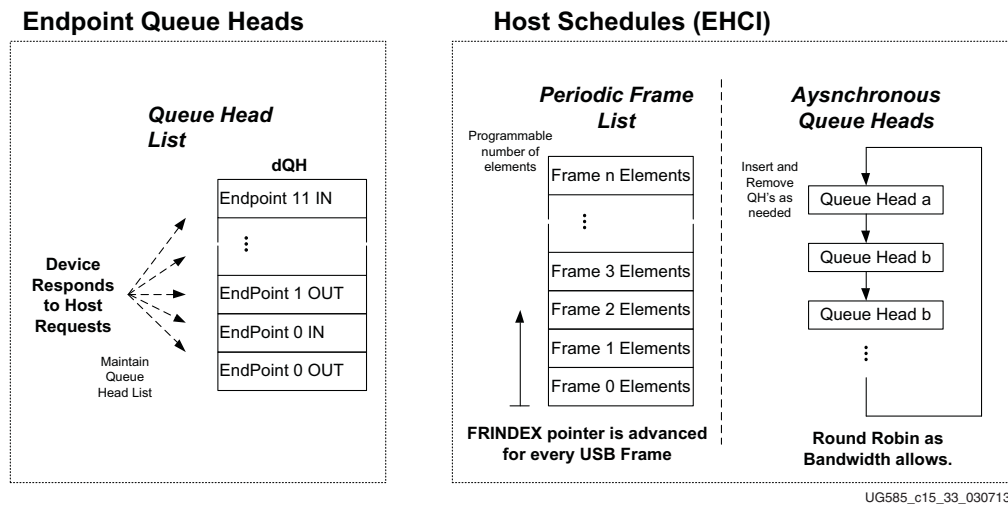 Endpoint Queue Heads
Queue Head
List
dQH
Endpoint 11 IN
⋮
EndPoint 1 OUT
EndPoint 0 IN
EndPoint 0 OUT
Device
Responds
to Host
Requests
Maintain
Queue
Head List
Host Schedules (EHCI)
Periodic Frame
List
Programmable
number of
elements
Frame n Elements
⋮
Frame 3 Elements
Frame 2 Elements
Frame 1 Elements
Frame 0 Elements
FRINDEX pointer is advanced
for every USB Frame
Aysnchronous
Queue Heads
Insert and
Remove
QH's as
needed
Queue Head a
Queue Head b
Queue Head b
⋮
Round Robin as
Bandwidth allows.
UG585_c15_33_030713